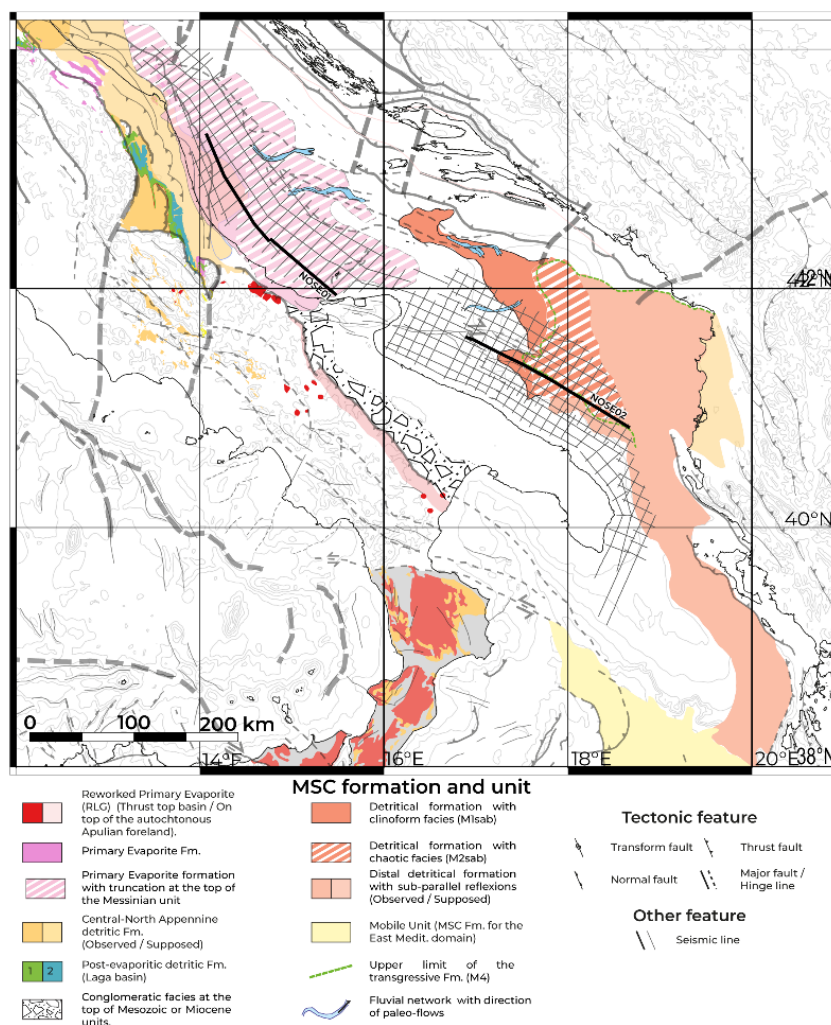 NOSE01
42°N
NOSE02
40°N
0 100 200 km
14°E
16°E
18°E
20°E
38°N
MSC formation and unit
Reworked Primary Evaporite
(RLG) (Thrust top basin / On
top of the autochtonous
Apulian foreland).
Primary Evaporite Fm.
Primary Evaporite formation
with truncation at the top of
the Messinian unit
Central-North Appennine
detritic Fm.
(Observed / Supposed)
1 2
Post-evaporitic detritic Fm.
(Laga basin)
Conglomeratic facies at the
top of Mesozoic or Miocene
units.
Detritical formation with
clinoform facies (M1sab)
Detritical formation with
chaotic facies (M2sab)
Distal detritical formation
with sub-parallel reflexions
(Observed / Supposed)
Mobile Unit (MSC Fm. for the
East Medit. domain)
Upper limit of the
transgressive Fm. (M4)
Fluvial network with direction
of paleo-flows
Tectonic feature
Transform fault
Thrust fault
Normal fault
Major fault /
Hinge line
Other feature
Seismic line